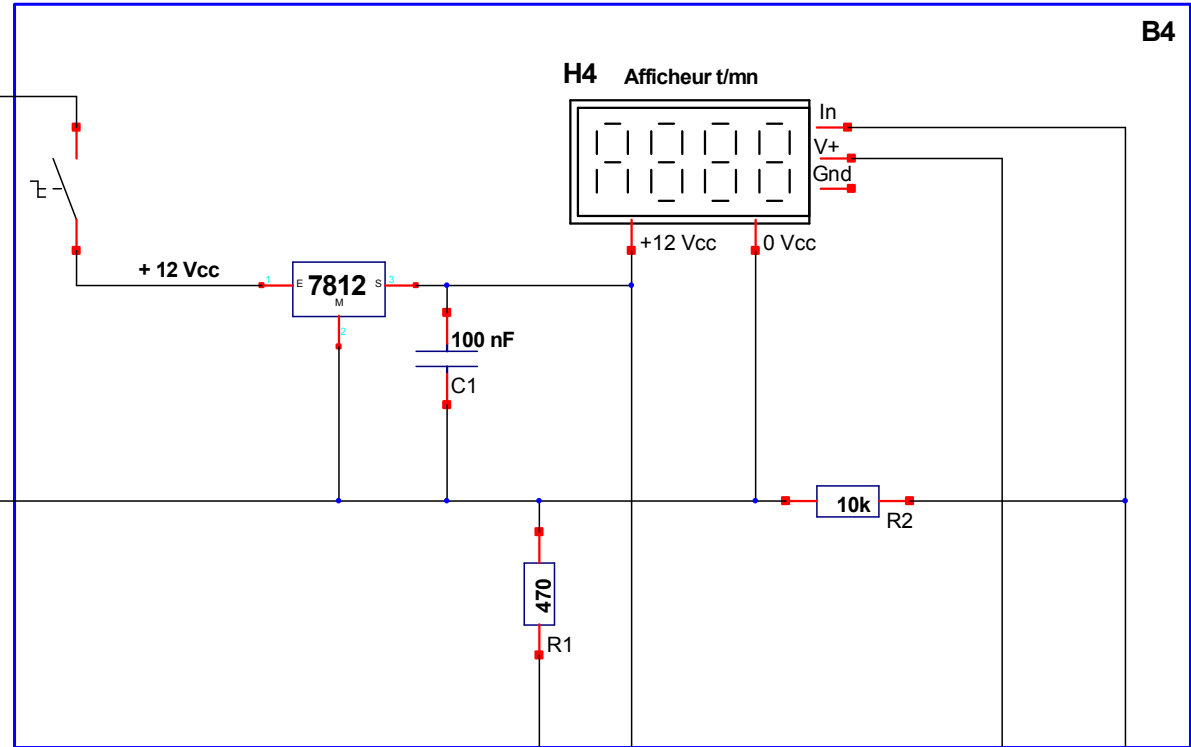 B4
H4 Afficheur t/mn
In
V+
Gnd
+12 Vcc 0 Vcc
+ 12 Vcc
1 E 7812 S 3
M
2
100 nF
C1
10k
R2
470
R1